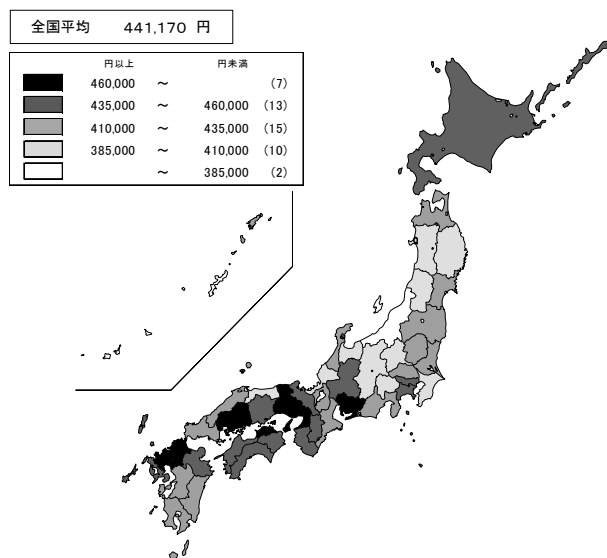 全国平均 441,170 円
円以上 円未満
460,000 ～ (7)
435,000 ～ 460,000 (13)
410,000 ～ 435,000 (15)
385,000 ～ 410,000 (10)
～ 385,000 (2)